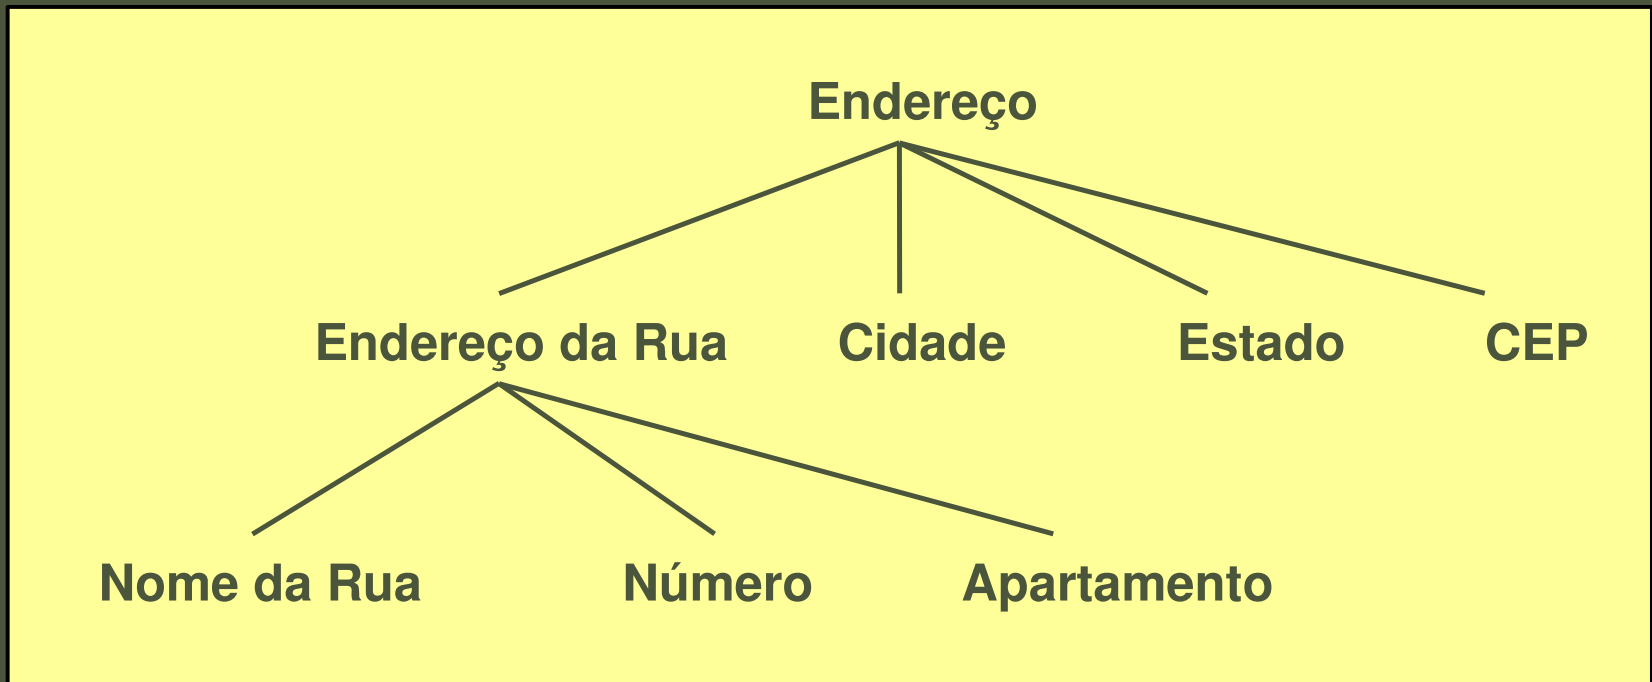 Endereço
Endereço da Rua Cidade Estado CEP
Nome da Rua Número Apartamento